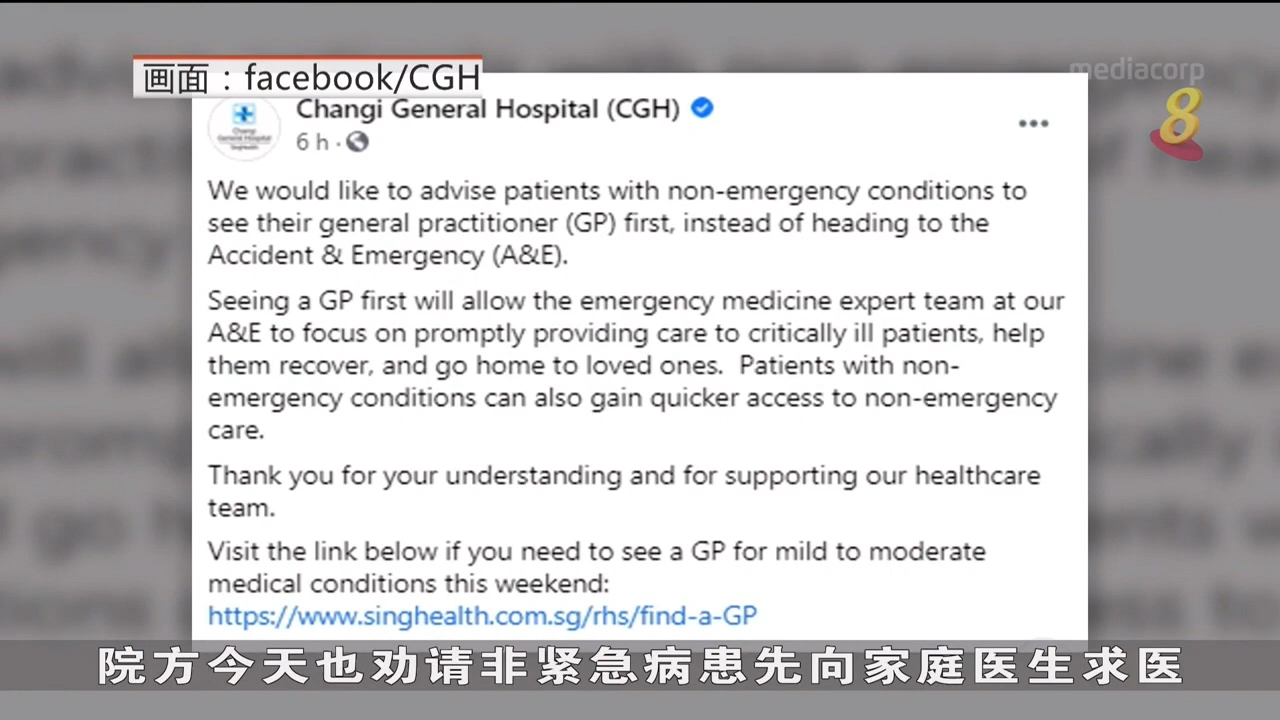 画面：facebook/CGH
mediacorp
8
Changi General Hospital (CGH)
6 h ·
Changi
General Hospital
SingHealth
We would like to advise patients with non-emergency conditions to
see their general practitioner (GP) first, instead of heading to the
Accident & Emergency (A&E).
Seeing a GP first will allow the emergency medicine expert team at our
A&E to focus on promptly providing care to critically ill patients, help
them recover, and go home to loved ones.  Patients with non-
emergency conditions can also gain quicker access to non-emergency
care.
Thank you for your understanding and for supporting our healthcare
team.
Visit the link below if you need to see a GP for mild to moderate
medical conditions this weekend:
https://www.singhealth.com.sg/rhs/find-a-GP
院方今天也劝请非紧急病患先向家庭医生求医